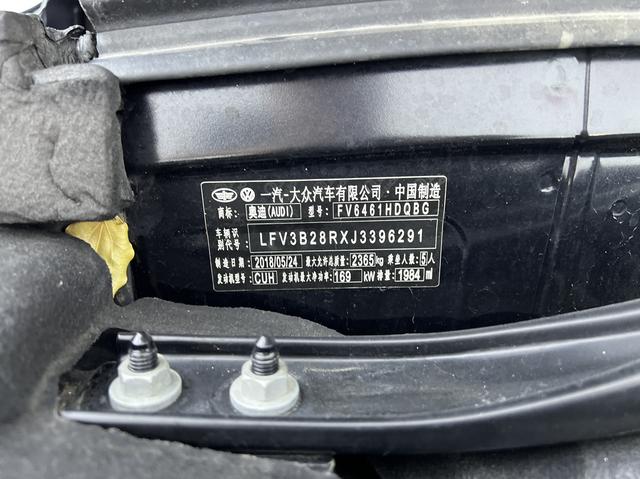 一汽-大众汽车有限公司·中国制造
商标: 奥迪(AUDI) 型号: FV6461HDQBG
车辆识
别代号: LFV3B28RXJ3396291
制造日期: 2018/05/24 最大允许总质量: 2365kg 乘坐人数: 5人
发动机型号: CUH 发动机最大净功率: 169 kW 排量: 1984 ml